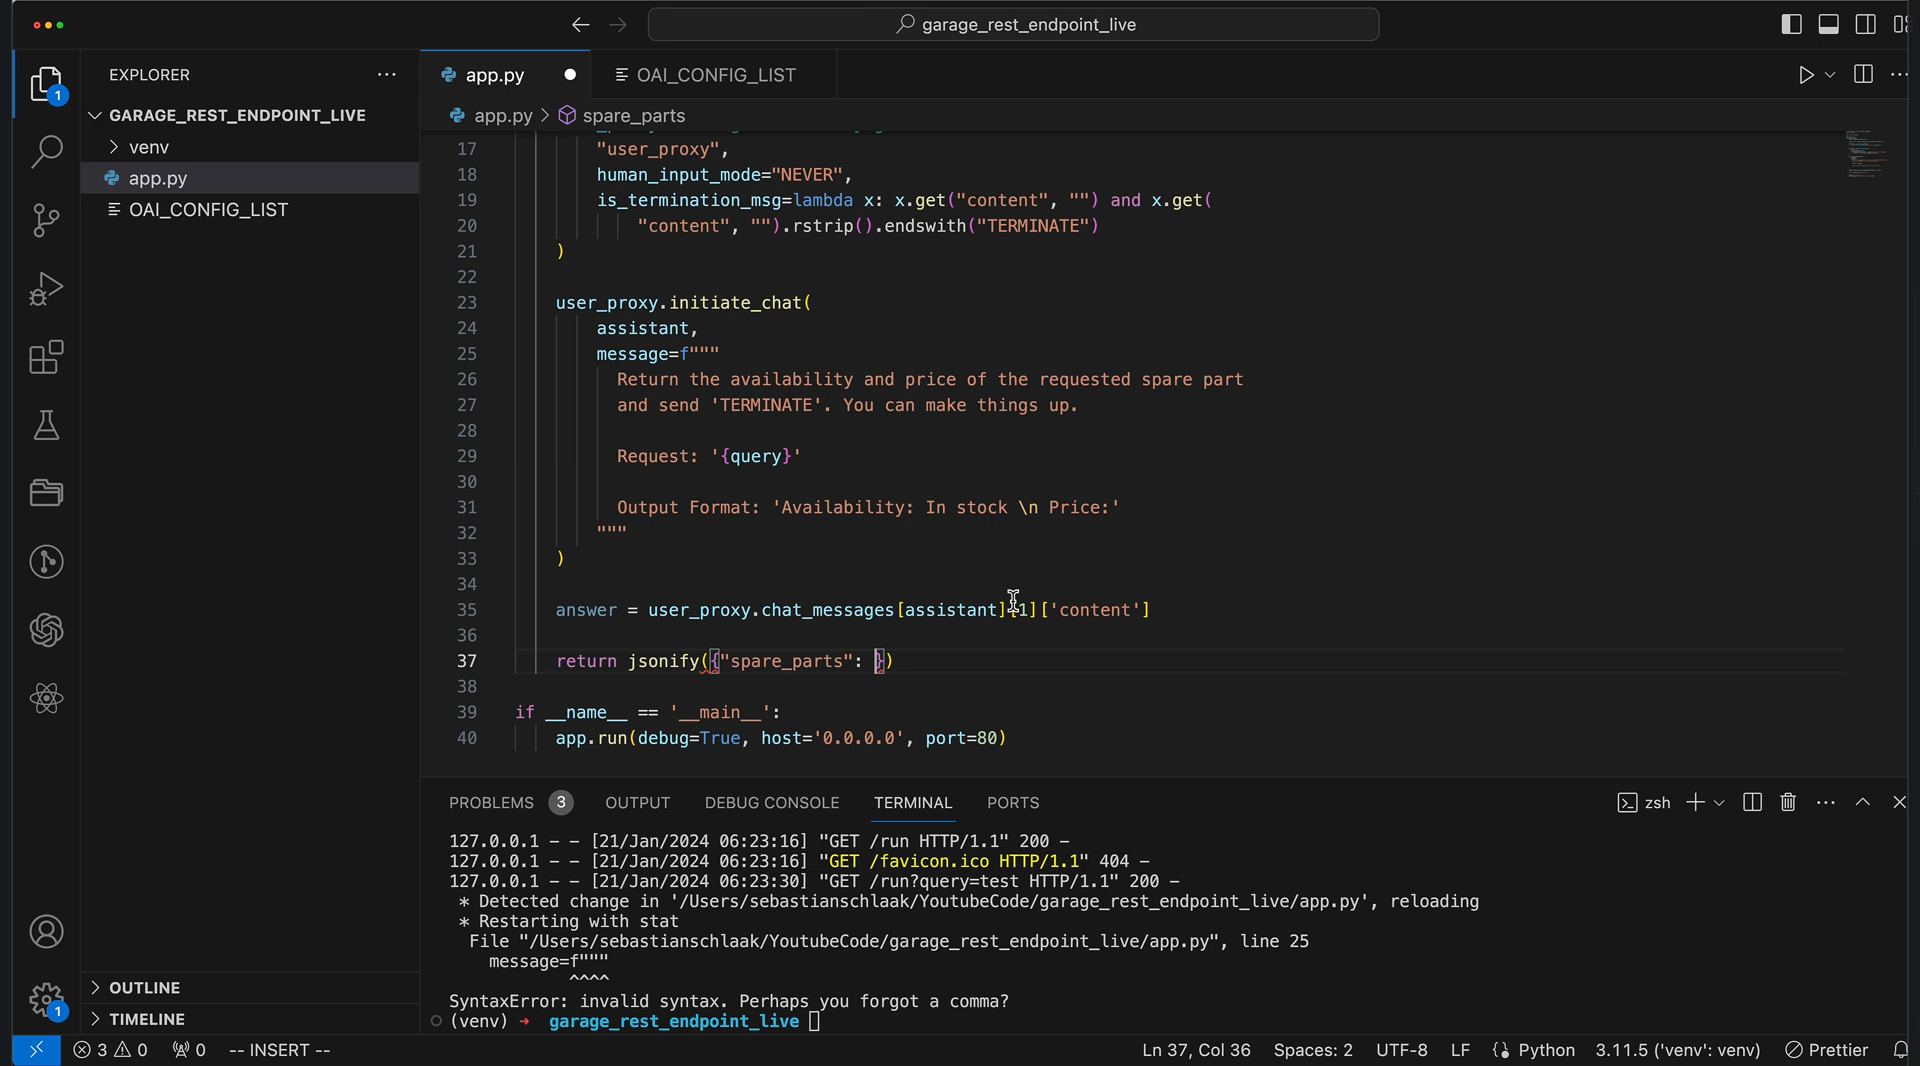 garage_rest_endpoint_live
EXPLORER
app.py
OAI_CONFIG_LIST
GARAGE_REST_ENDPOINT_LIVE
app.py > spare_parts
venv
app.py
OAI_CONFIG_LIST
17 "user_proxy",
18 human_input_mode="NEVER",
19 is_termination_msg=lambda x: x.get("content", "") and x.get(
20 "content", "").rstrip().endswith("TERMINATE")
21 )
22
23 user_proxy.initiate_chat(
24 assistant,
25 message=f"""
26 Return the availability and price of the requested spare part
27 and send 'TERMINATE'. You can make things up.
28
29 Request: '{query}'
30
31 Output Format: 'Availability: In stock \n Price:'
32 """
33 )
34
35 answer = user_proxy.chat_messages[assistant][1]['content']
36
37 return jsonify({"spare_parts": })
38
39 if __name__ == '__main__':
40 app.run(debug=True, host='0.0.0.0', port=80)
PROBLEMS 3 OUTPUT DEBUG CONSOLE TERMINAL PORTS
zsh
127.0.0.1 - - [21/Jan/2024 06:23:16] "GET /run HTTP/1.1" 200 -
127.0.0.1 - - [21/Jan/2024 06:23:16] "GET /favicon.ico HTTP/1.1" 404 -
127.0.0.1 - - [21/Jan/2024 06:23:30] "GET /run?query=test HTTP/1.1" 200 -
* Detected change in '/Users/sebastianschlaak/YoutubeCode/garage_rest_endpoint_live/app.py', reloading
* Restarting with stat
File "/Users/sebastianschlaak/YoutubeCode/garage_rest_endpoint_live/app.py", line 25
message=f"""
^^^^
SyntaxError: invalid syntax. Perhaps you forgot a comma?
(venv) → garage_rest_endpoint_live
1
1
OUTLINE
TIMELINE
3 0 0 -- INSERT --
Ln 37, Col 36 Spaces: 2 UTF-8 LF Python 3.11.5 ('venv': venv) Prettier